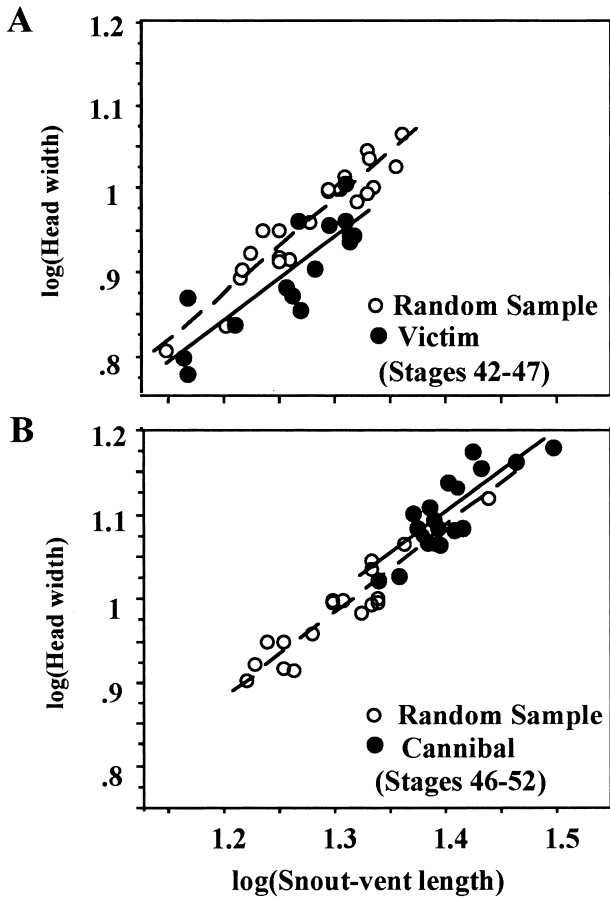 A
1.2
1.1
1
.9
.8
log(Head width)
Random Sample
Victim
(Stages 42-47)
B
1.2
1.1
1
.9
.8
log(Head width)
Random Sample
Cannibal
(Stages 46-52)
1.2 1.3 1.4 1.5
log(Snout-vent length)